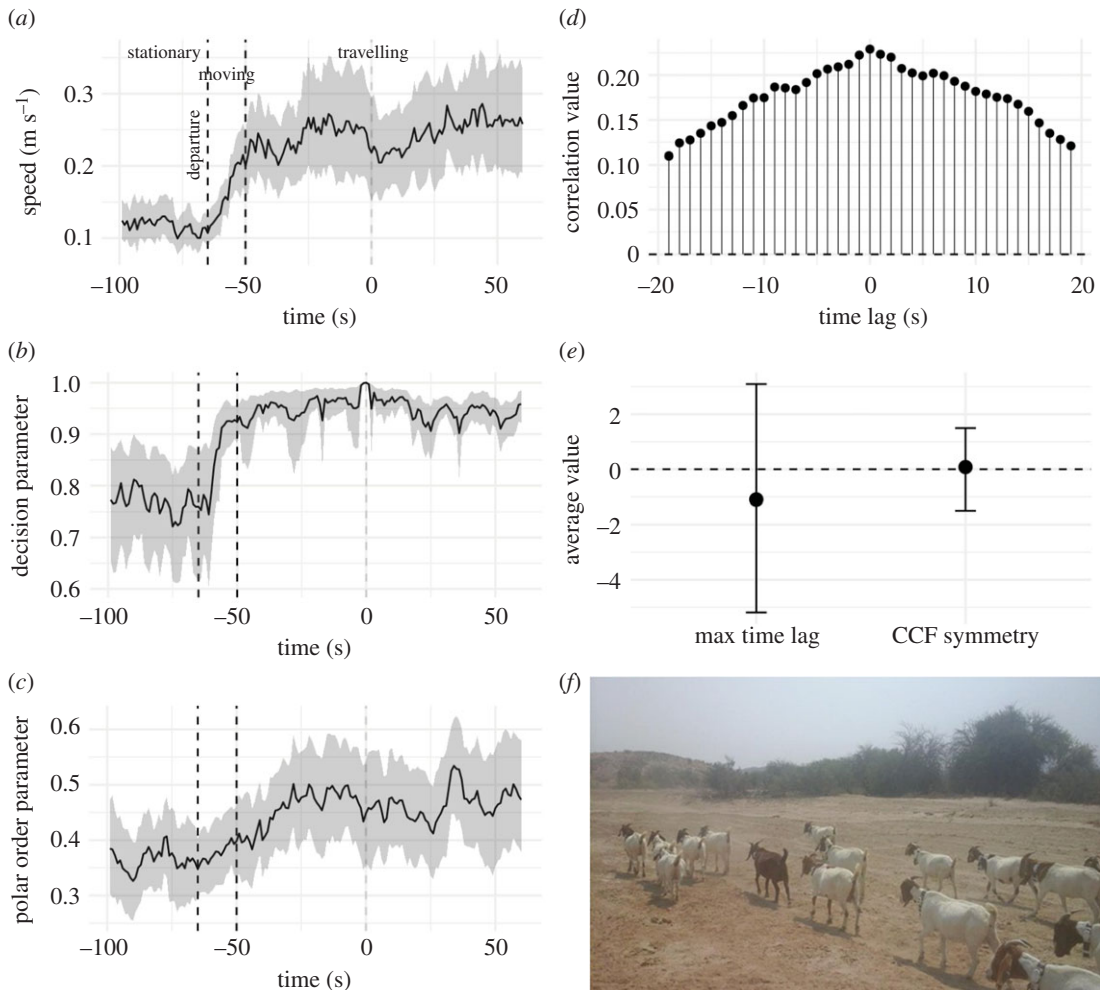 (a)
stationary
travelling
moving
departure
speed (m s⁻¹)
0.3
0.2
0.1
−100 −50 0 50
time (s)
(b)
decision parameter
1.0
0.9
0.8
0.7
0.6
−100 −50 0 50
time (s)
(c)
polar order parameter
0.6
0.5
0.4
0.3
−100 −50 0 50
time (s)
(d)
correlation value
0.20
0.15
0.10
0.05
0
−20 −10 0 10 20
time lag (s)
(e)
average value
2
0
−2
−4
max time lag CCF symmetry
(f)